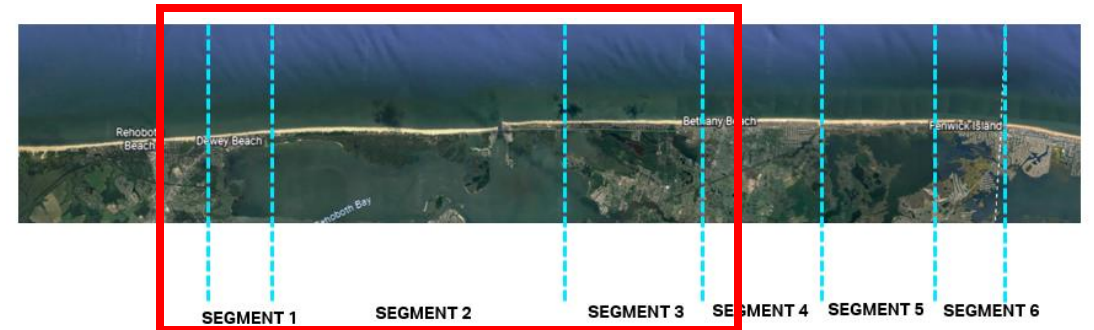 Rehobot
Beach
Dewey Beach
Bethany Beach
Fenwick Island
Rehoboth Bay
SEGMENT 1
SEGMENT 2
SEGMENT 3
SEGMENT 4
SEGMENT 5
SEGMENT 6